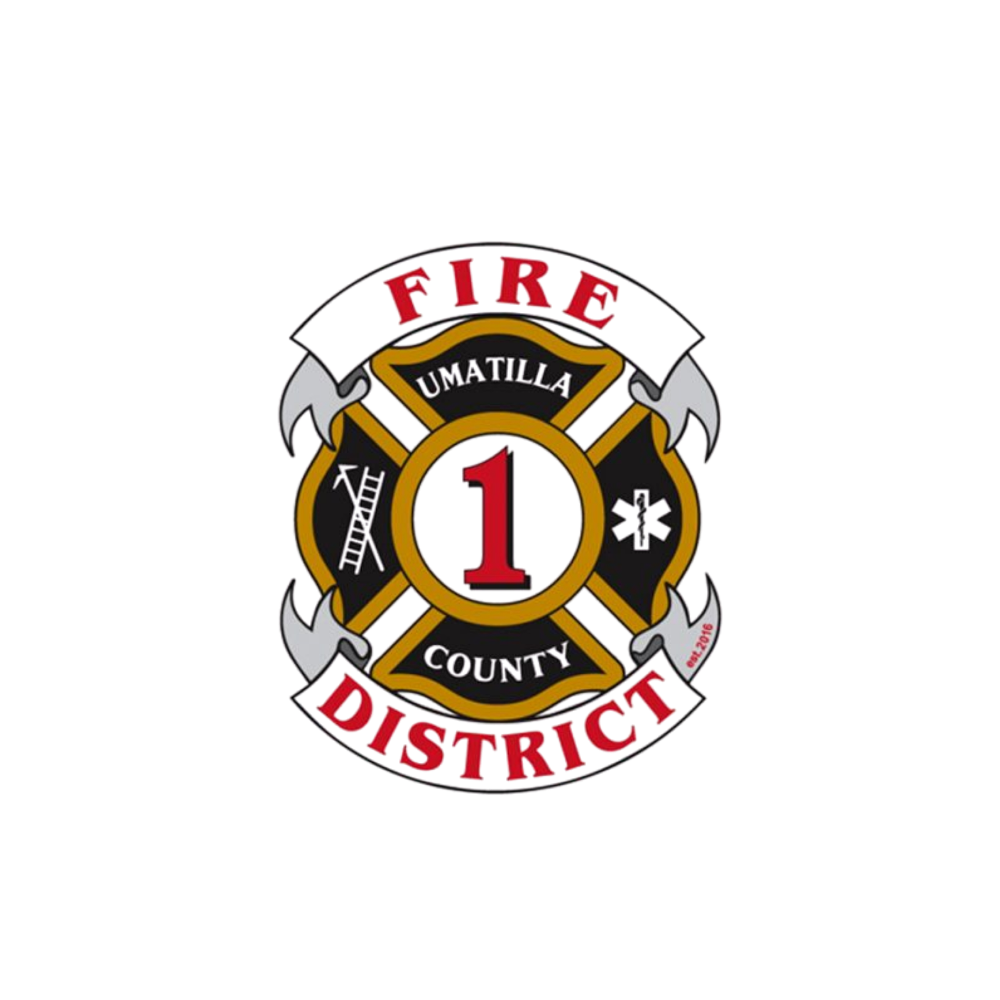 FIRE
UMATILLA
1
COUNTY
est.2016
DISTRICT